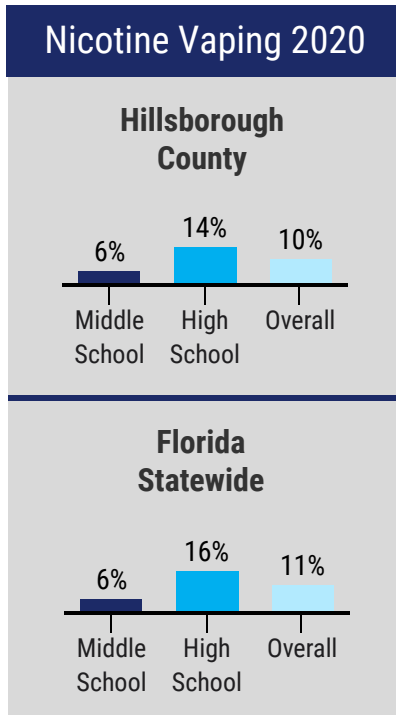 Nicotine Vaping 2020
Hillsborough
County
6%
14%
10%
Middle
School
High
School
Overall
Florida
Statewide
6%
16%
11%
Middle
School
High
School
Overall